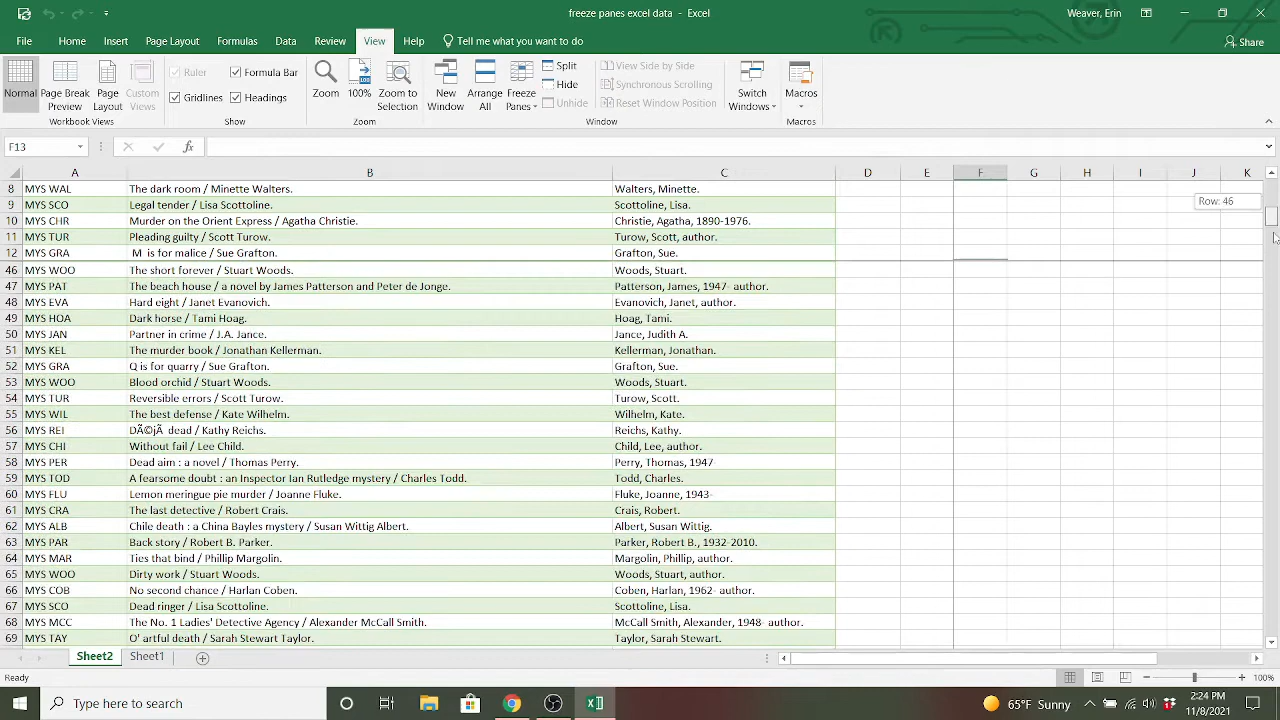 freeze panes excel data - Excel
Weaver, Erin
File Home Insert Page Layout Formulas Data Review View Help Tell me what you want to do Share
Normal
Page Break Preview
Page Layout
Custom Views
Ruler
Formula Bar
Gridlines
Headings
Zoom
100%
Zoom to Selection
New Window
Arrange All
Freeze Panes
Split
Hide
Unhide
View Side by Side
Synchronous Scrolling
Reset Window Position
Switch Windows
Macros
Workbook Views Show Zoom Window Macros
F13 fx
A B C D E F G H I J K
8 MYS WAL The dark room / Minette Walters. Walters, Minette.
Row: 46
9 MYS SCO Legal tender / Lisa Scottoline. Scottoline, Lisa.
10 MYS CHR Murder on the Orient Express / Agatha Christie. Christie, Agatha, 1890-1976.
11 MYS TUR Pleading guilty / Scott Turow. Turow, Scott, author.
12 MYS GRA M is for malice / Sue Grafton. Grafton, Sue.
46 MYS WOO The short forever / Stuart Woods. Woods, Stuart.
47 MYS PAT The beach house / a novel by James Patterson and Peter de Jonge. Patterson, James, 1947- author.
48 MYS EVA Hard eight / Janet Evanovich. Evanovich, Janet, author.
49 MYS HOA Dark horse / Tami Hoag. Hoag, Tami.
50 MYS JAN Partner in crime / J.A. Jance. Jance, Judith A.
51 MYS KEL The murder book / Jonathan Kellerman. Kellerman, Jonathan.
52 MYS GRA Q is for quarry / Sue Grafton. Grafton, Sue.
53 MYS WOO Blood orchid / Stuart Woods. Woods, Stuart.
54 MYS TUR Reversible errors / Scott Turow. Turow, Scott.
55 MYS WIL The best defense / Kate Wilhelm. Wilhelm, Kate.
56 MYS REI DÃ©jÃ dead / Kathy Reichs. Reichs, Kathy.
57 MYS CHI Without fail / Lee Child. Child, Lee, author.
58 MYS PER Dead aim : a novel / Thomas Perry. Perry, Thomas, 1947
59 MYS TOD A fearsome doubt : an Inspector Ian Rutledge mystery / Charles Todd. Todd, Charles.
60 MYS FLU Lemon meringue pie murder / Joanne Fluke. Fluke, Joanne, 1943-
61 MYS CRA The last detective / Robert Crais. Crais, Robert.
62 MYS ALB Chile death : a China Bayles mystery / Susan Wittig Albert. Albert, Susan Wittig.
63 MYS PAR Back story / Robert B. Parker. Parker, Robert B., 1932-2010.
64 MYS MAR Ties that bind / Phillip Margolin. Margolin, Phillip, author.
65 MYS WOO Dirty work / Stuart Woods. Woods, Stuart, author.
66 MYS COB No second chance / Harlan Coben. Coben, Harlan, 1962- author.
67 MYS SCO Dead ringer / Lisa Scottoline. Scottoline, Lisa.
68 MYS MCC The No. 1 Ladies' Detective Agency / Alexander McCall Smith. McCall Smith, Alexander, 1948- author.
69 MYS TAY O' artful death / Sarah Stewart Taylor. Taylor, Sarah Stewart.
Sheet2 Sheet1
Ready 100%
Type here to search 65°F Sunny 2:24 PM
11/8/2021